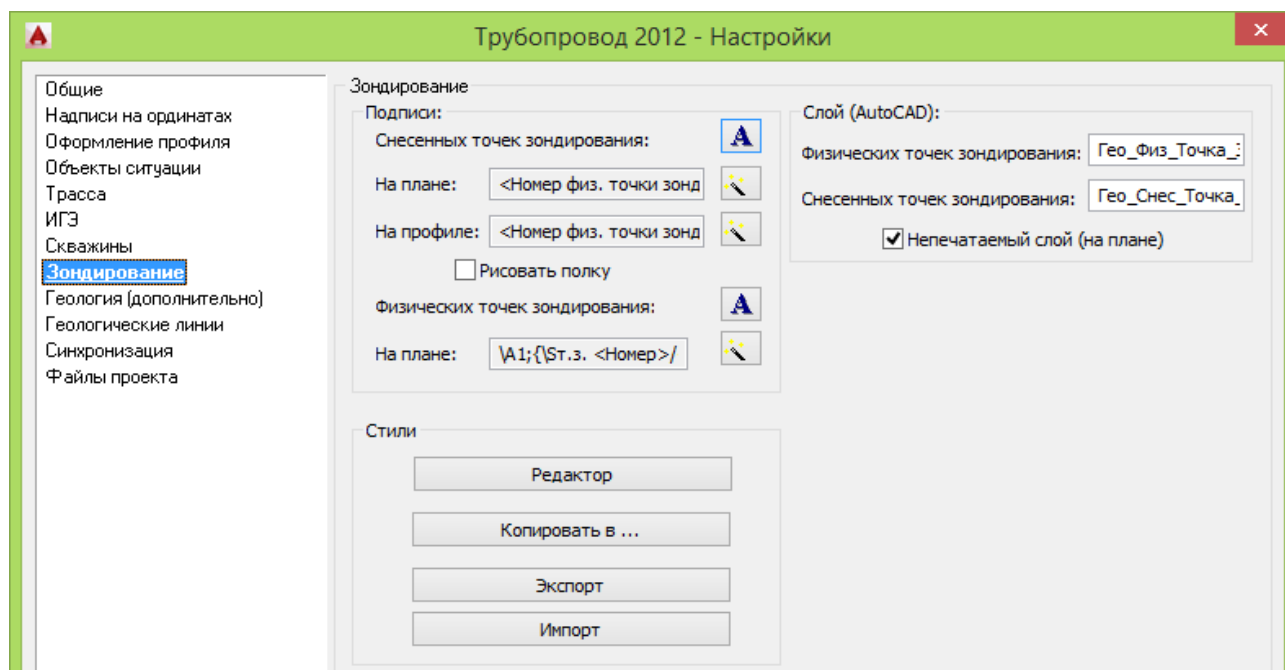 Трубопровод 2012 - Настройки
Общие
Надписи на ординатах
Оформление профиля
Объекты ситуации
Трасса
ИГЭ
Скважины
Зондирование
Геология (дополнительно)
Геологические линии
Синхронизация
Файлы проекта
Зондирование
Подписи:
Снесенных точек зондирования:
A
На плане: <Номер физ. точки зонд
На профиле: <Номер физ. точки зонд
Рисовать полку
Физических точек зондирования:
A
На плане: \A1;{\Sт.з. <Номер>/
Стили
Редактор
Копировать в ...
Экспорт
Импорт
Слой (AutoCAD):
Физических точек зондирования: Гео_Физ_Точка_
Снесенных точек зондирования: Гео_Снес_Точка_
Непечатаемый слой (на плане)